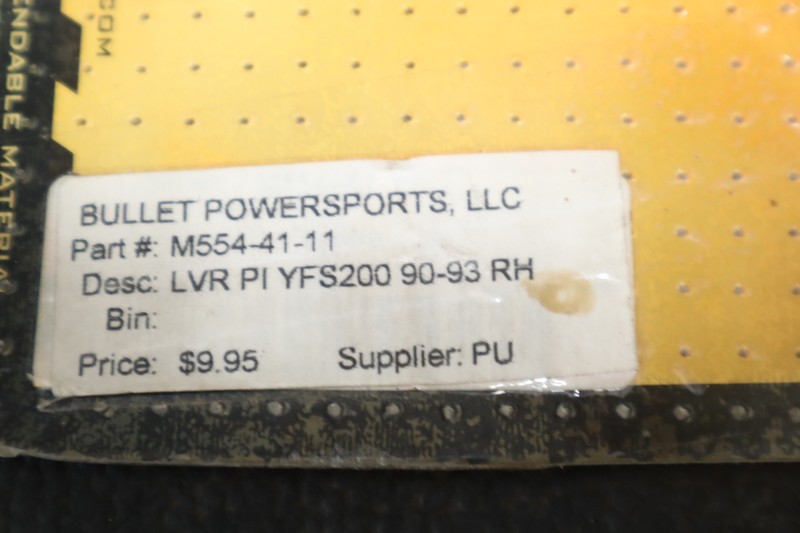 BULLET POWERSPORTS, LLC
Part #: M554-41-11
Desc: LVR PI YFS200 90-93 RH
Bin:
Price: $9.95 Supplier: PU
COM
NDABLE MATERIA